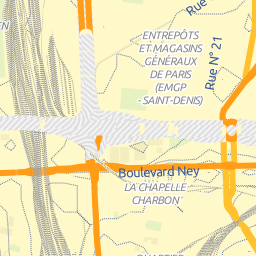 Rue
ENTREPÔTS
ET MAGASINS
GÉNÉRAUX
DE PARIS
(EMGP
- SAINT-DENIS)
Rue N° 21
Boulevard Ney
LA CHAPELLE
CHARBON